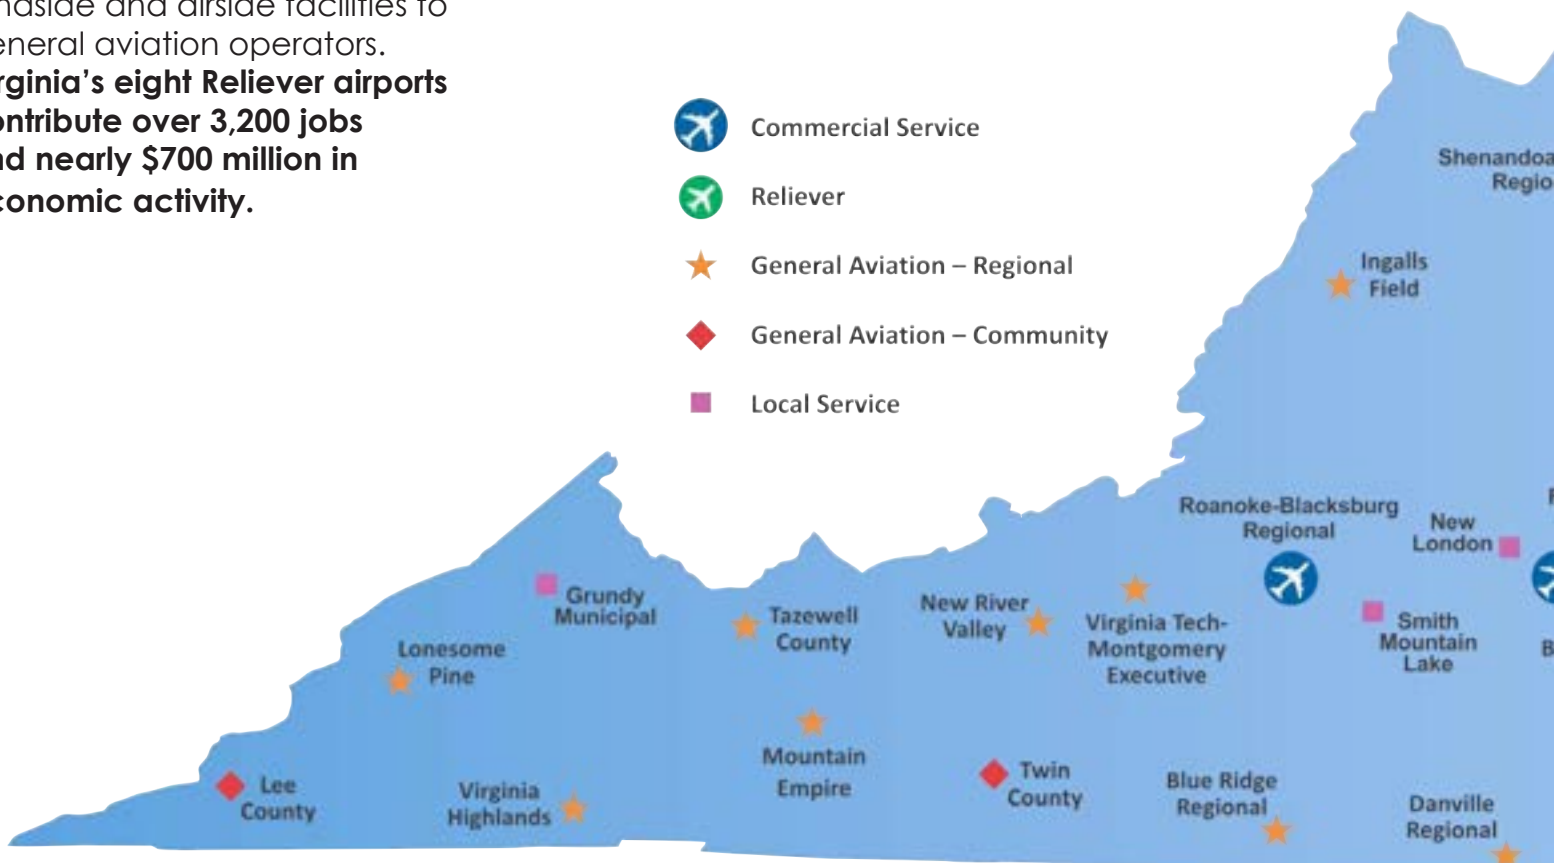 ndside and airside facilities to
eneral aviation operators.
rginia's eight Reliever airports
ontribute over 3,200 jobs
nd nearly $700 million in
conomic activity.
Commercial Service
Reliever
General Aviation – Regional
General Aviation – Community
Local Service
Shenandoa
Regio
Ingalls
Field
Roanoke-Blacksburg
Regional
New
London
Grundy
Municipal
Tazewell
County
New River
Valley
Virginia Tech-
Montgomery
Executive
Smith
Mountain
Lake
Lonesome
Pine
Mountain
Empire
Lee
County
Virginia
Highlands
Twin
County
Blue Ridge
Regional
Danville
Regional